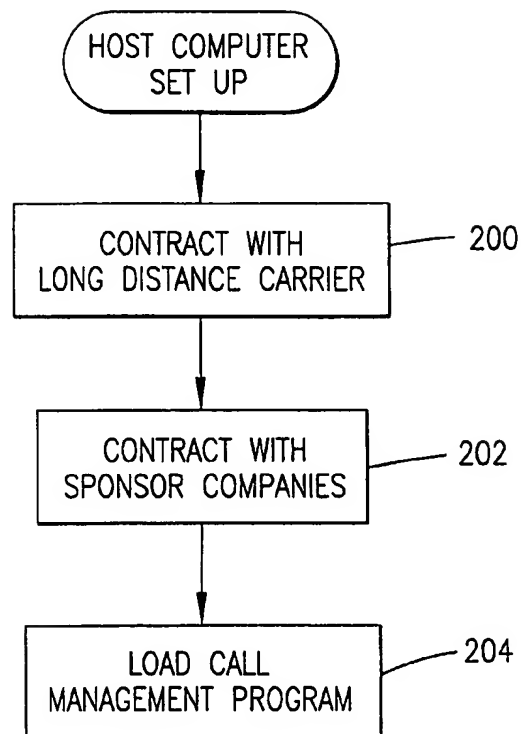 HOST COMPUTER
SET UP
CONTRACT WITH
LONG DISTANCE CARRIER
200
CONTRACT WITH
SPONSOR COMPANIES
202
LOAD CALL
MANAGEMENT PROGRAM
204